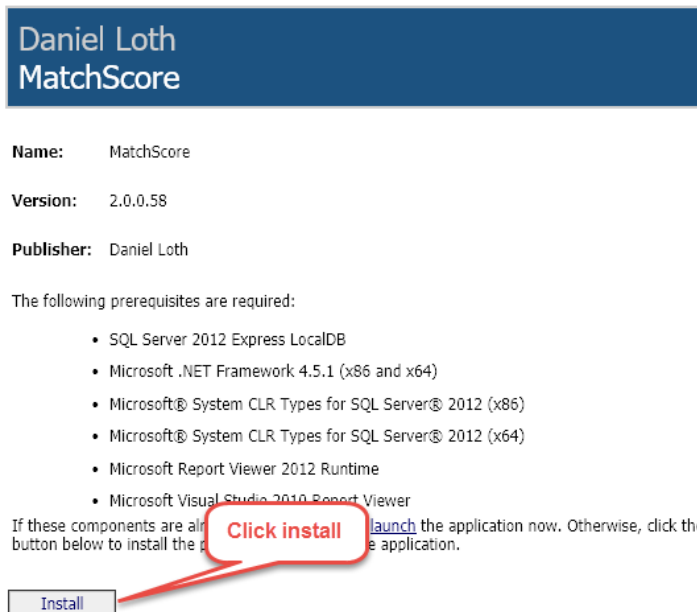 Daniel Loth
MatchScore
Name: MatchScore
Version: 2.0.0.58
Publisher: Daniel Loth
The following prerequisites are required:
• SQL Server 2012 Express LocalDB
• Microsoft .NET Framework 4.5.1 (x86 and x64)
• Microsoft® System CLR Types for SQL Server® 2012 (x86)
• Microsoft® System CLR Types for SQL Server® 2012 (x64)
• Microsoft Report Viewer 2012 Runtime
• Microsoft Visual Studio 2010 Report Viewer
If these components are launch the application now. Otherwise, click
button below to install the application.
Click install
Install